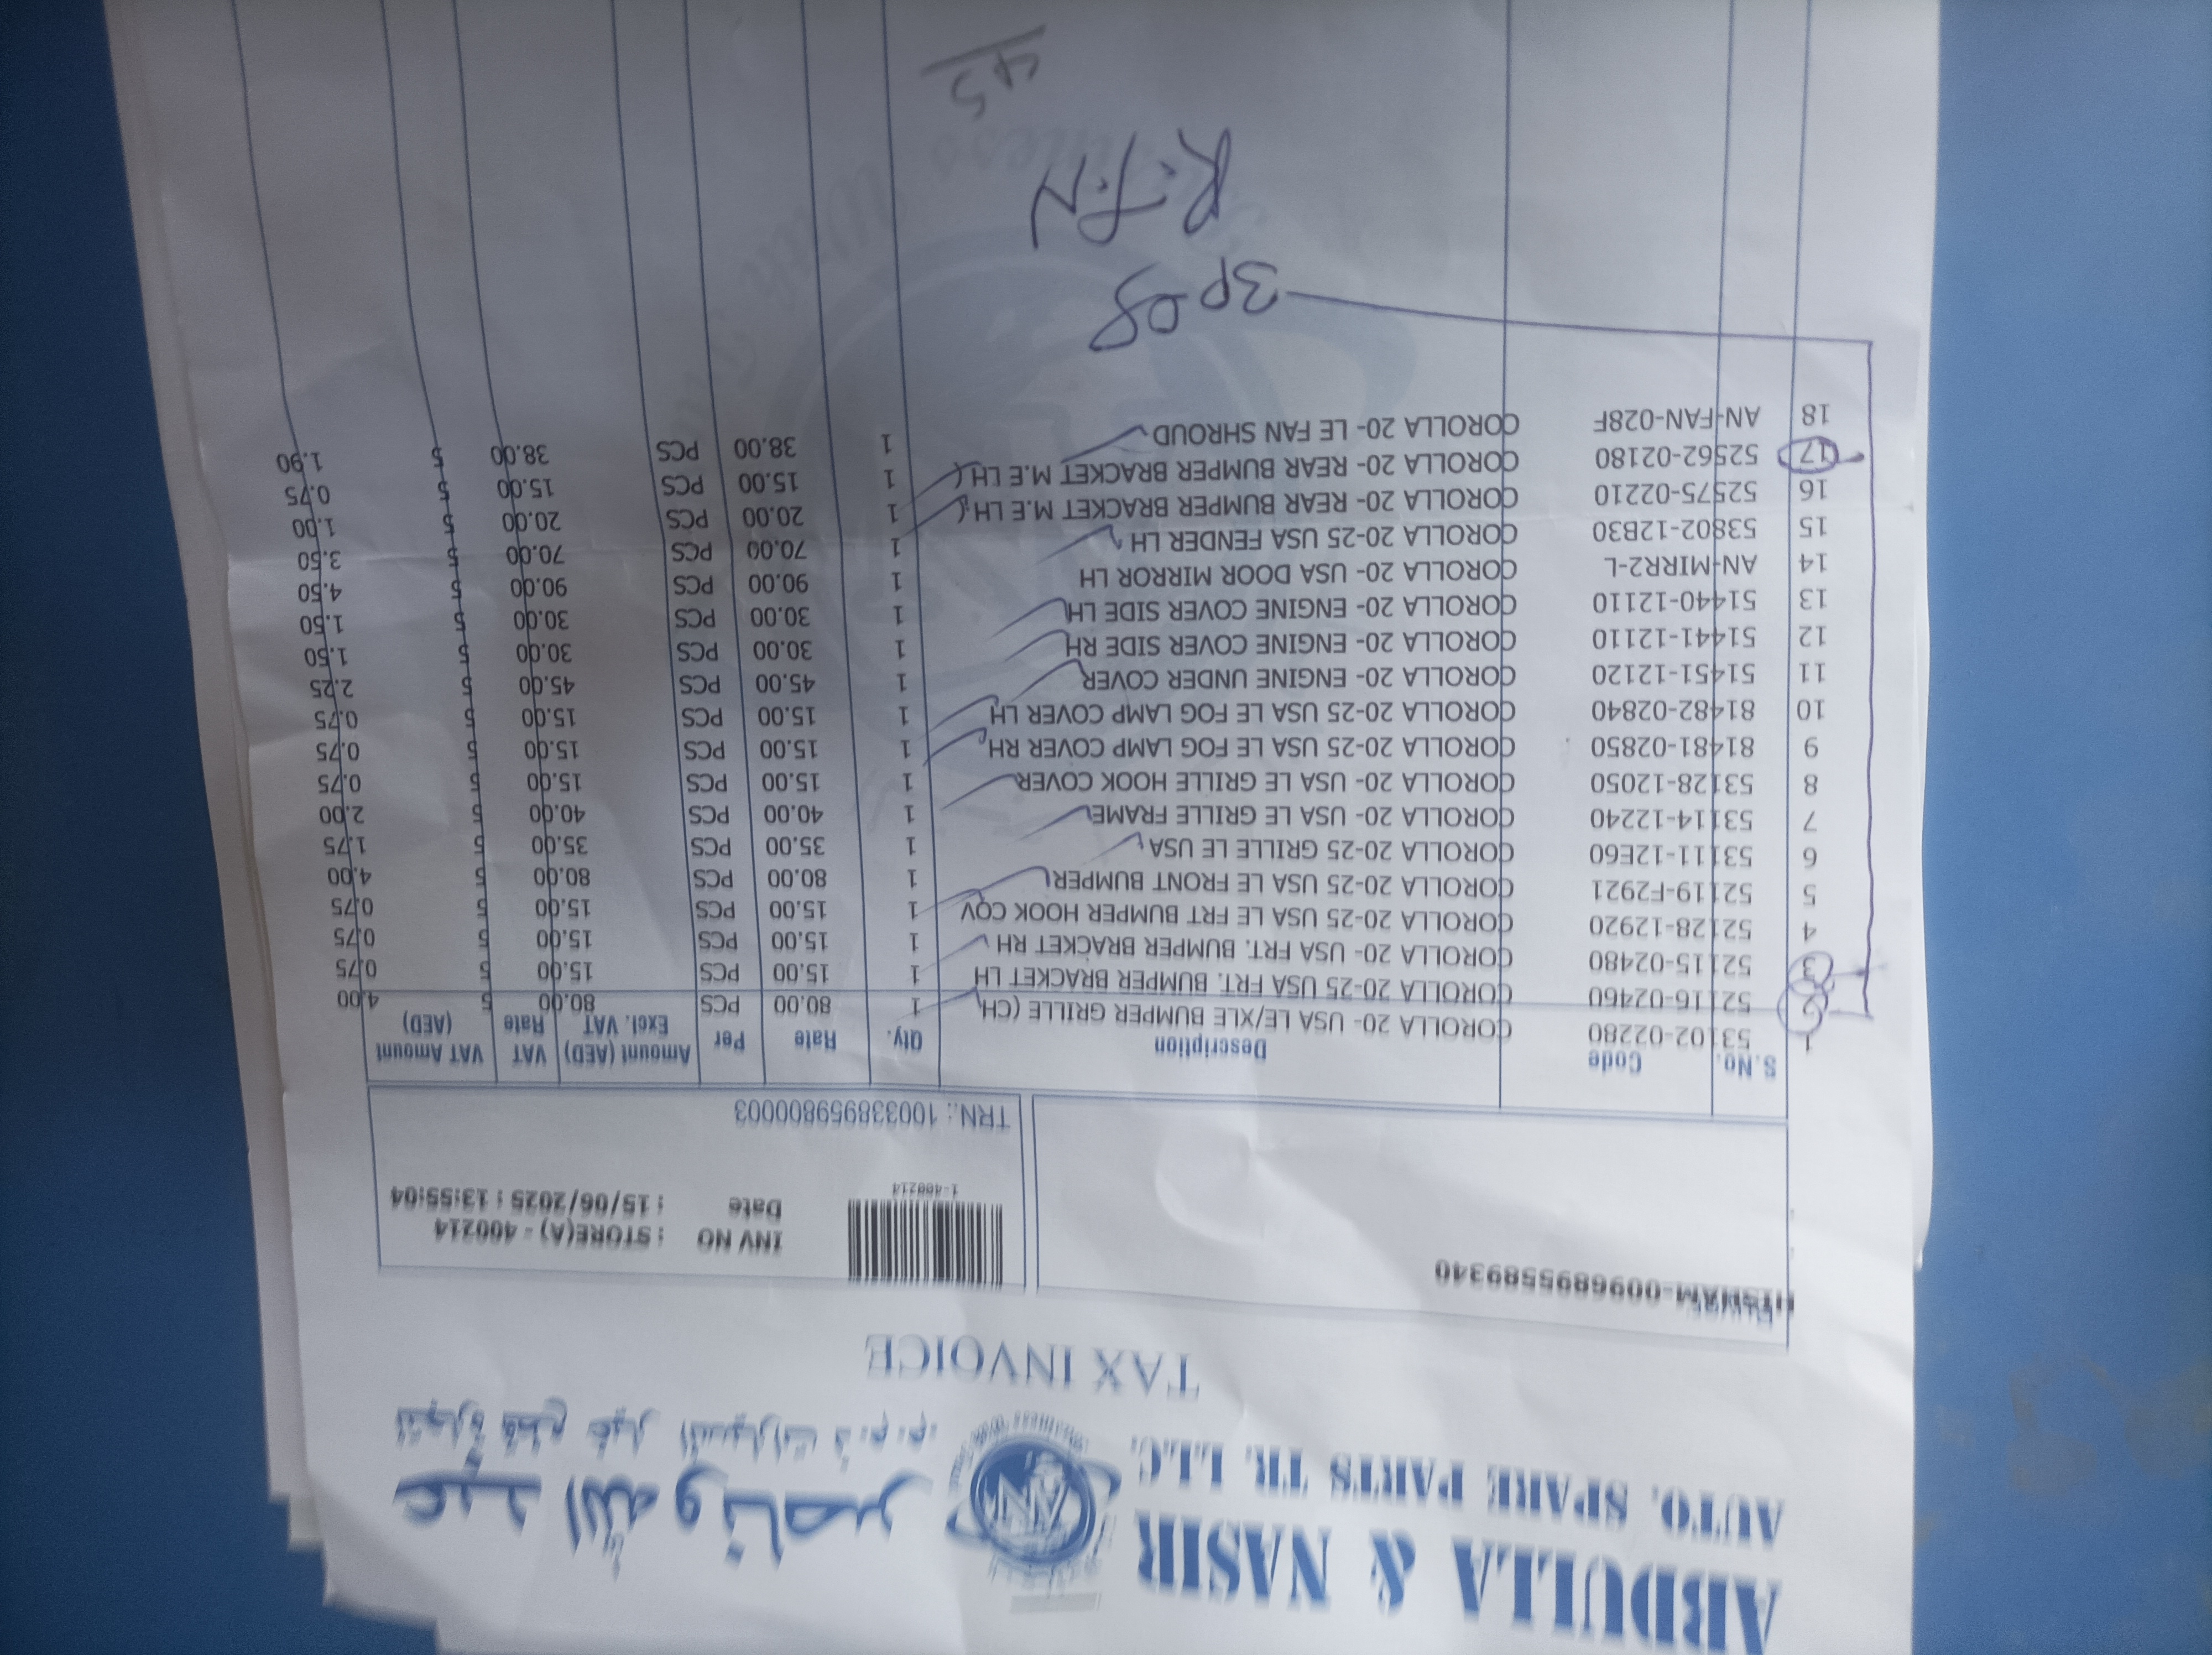 ABDULLA & NASIR
AUTO. SPARE PARTS TR. L.L.C.
عبد الله وناصر
لتجارة قطع غيار السيارات ذ.م.م.
TAX INVOICE
HISHAM-0096895589340
INV NO : STORE(A) - 400214
Date : 15/06/2025 : 13:55:04
1-400214
TRN.: 100338959800003
S.No. Code Description Qty. Rate Per Amount (AED) Excl. VAT VAT Rate VAT Amount (AED)
1 53102-02280 COROLLA 20- USA LE/XLE BUMPER GRILLE (CH 1 80.00 PCS 80.00 5 4.00
2 52116-02460 COROLLA 20-25 USA FRT. BUMPER BRACKET LH 1 15.00 PCS 15.00 5 0.75
3 52115-02480 COROLLA 20- USA FRT. BUMPER BRACKET RH 1 15.00 PCS 15.00 5 0.75
4 52128-12920 COROLLA 20-25 USA LE FRT BUMPER HOOK COV 1 15.00 PCS 15.00 5 0.75
5 52119-F2921 COROLLA 20-25 USA LE FRONT BUMPER 1 80.00 PCS 80.00 5 4.00
6 53111-12E60 COROLLA 20-25 GRILLE LE USA 1 35.00 PCS 35.00 5 1.75
7 53114-12240 COROLLA 20- USA LE GRILLE FRAME 1 40.00 PCS 40.00 5 2.00
8 53128-12050 COROLLA 20- USA LE GRILLE HOOK COVER 1 15.00 PCS 15.00 5 0.75
9 81481-02850 COROLLA 20-25 USA LE FOG LAMP COVER RH 1 15.00 PCS 15.00 5 0.75
10 81482-02840 COROLLA 20-25 USA LE FOG LAMP COVER LH 1 15.00 PCS 15.00 5 0.75
11 51451-12120 COROLLA 20- ENGINE UNDER COVER 1 45.00 PCS 45.00 5 2.25
12 51441-12110 COROLLA 20- ENGINE COVER SIDE RH 1 30.00 PCS 30.00 5 1.50
13 51440-12110 COROLLA 20- ENGINE COVER SIDE LH 1 30.00 PCS 30.00 5 1.50
14 AN-MIRR2-L COROLLA 20- USA DOOR MIRROR LH 1 90.00 PCS 90.00 5 4.50
15 53802-12B30 COROLLA 20-25 USA FENDER LH 1 70.00 PCS 70.00 5 3.50
16 52575-02210 COROLLA 20- REAR BUMPER BRACKET M.E LH ( 1 20.00 PCS 20.00 5 1.00
17 52562-02180 COROLLA 20- REAR BUMPER BRACKET M.E LH ( 1 15.00 PCS 15.00 5 0.75
18 AN-FAN-028F COROLLA 20- LE FAN SHROUD 1 38.00 PCS 38.00 5 1.90
45